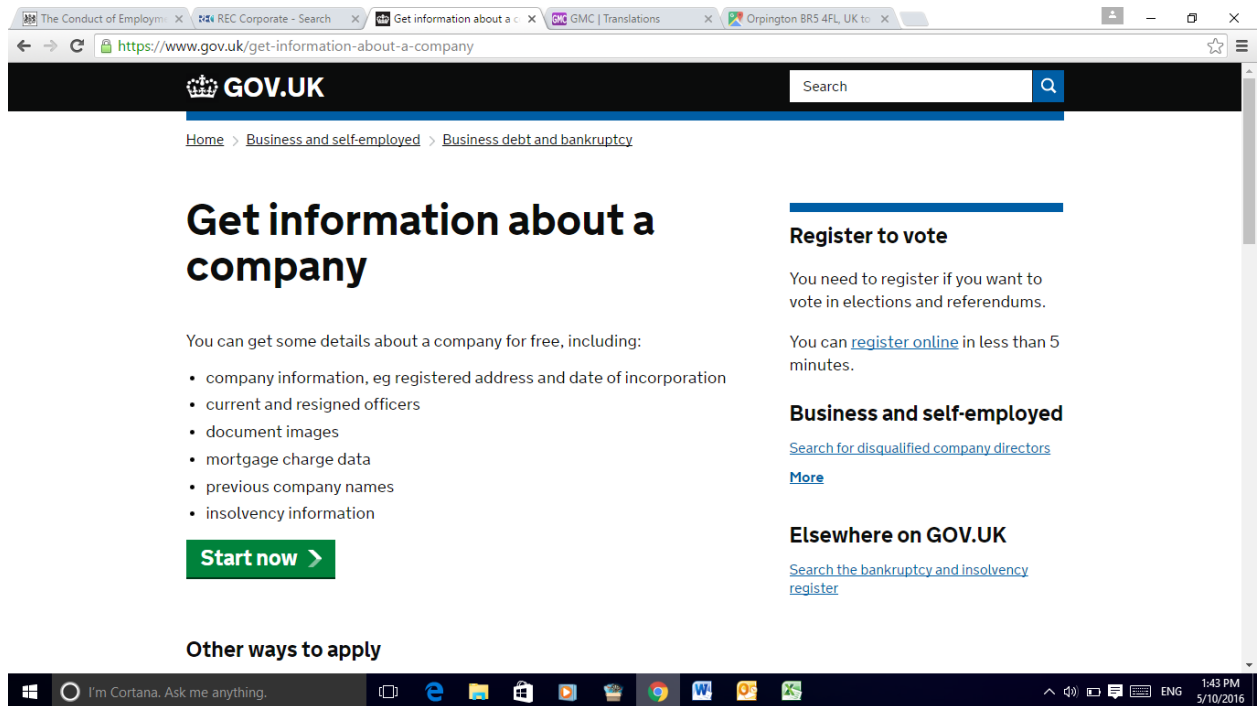 The Conduct of Employme
REC Corporate - Search
Get information about a c
GMC | Translations
Orpington BR5 4FL, UK to
https://www.gov.uk/get-information-about-a-company
GOV.UK
Search
Home > Business and self-employed > Business debt and bankruptcy
Get information about a
company
You can get some details about a company for free, including:
• company information, eg registered address and date of incorporation
• current and resigned officers
• document images
• mortgage charge data
• previous company names
• insolvency information
Start now >
Other ways to apply
Register to vote
You need to register if you want to
vote in elections and referendums.
You can register online in less than 5
minutes.
Business and self-employed
Search for disqualified company directors
More
Elsewhere on GOV.UK
Search the bankruptcy and insolvency
register
I'm Cortana. Ask me anything.
ENG
1:43 PM
5/10/2016